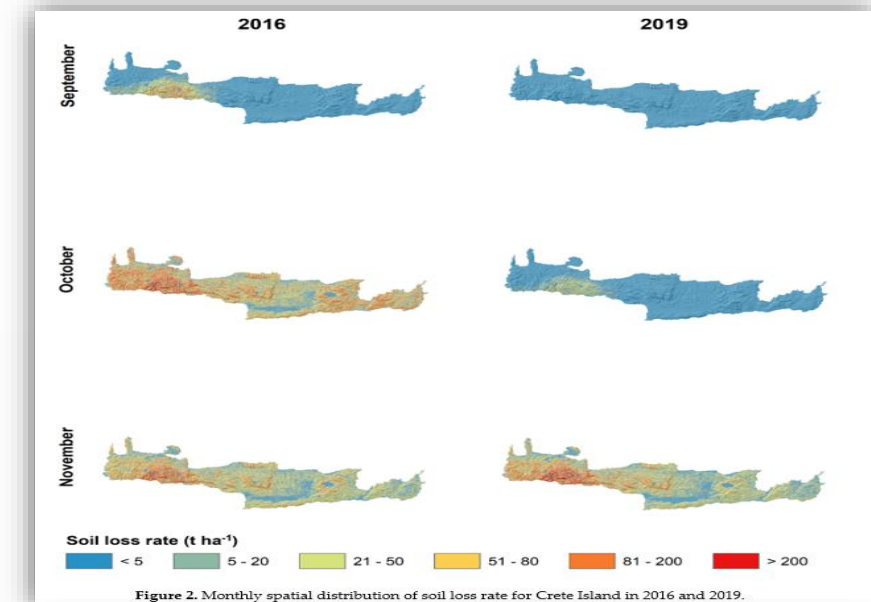 2016
2019
September
October
November
Soil loss rate (t ha⁻¹)
< 5
5 - 20
21 - 50
51 - 80
81 - 200
> 200
Figure 2. Monthly spatial distribution of soil loss rate for Crete Island in 2016 and 2019.